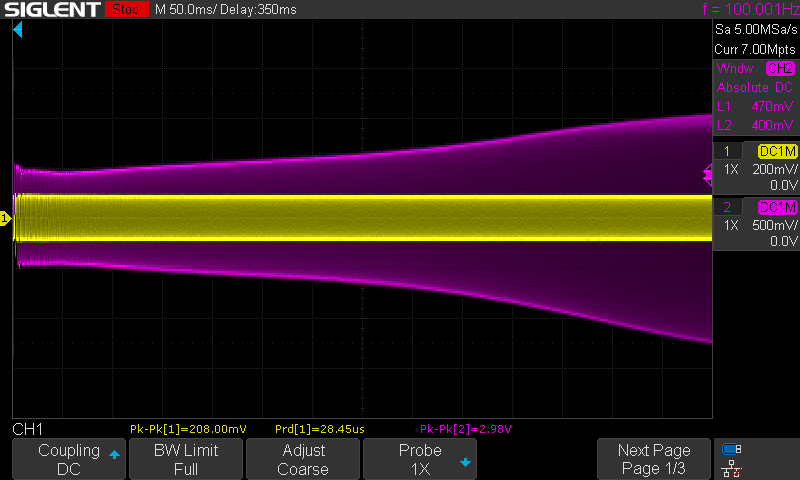 SIGLENT Stop M 50.0ms/ Delay:350ms f = 100.001Hz
Sa 5.00MSa/s
Curr 7.00Mpts
Wndw CH2
Absolute DC
L1 470mV
L2 400mV
1 DC1M
1X 200mV/
0.0V
2 DC1M
1X 500mV/
0.0V
1
CH1 Pk-Pk[1]=208.00mV Prd[1]=28.45us Pk-Pk[2]=2.98V
Coupling
DC
BW Limit
Full
Adjust
Coarse
Probe
1X
Next Page
Page 1/3